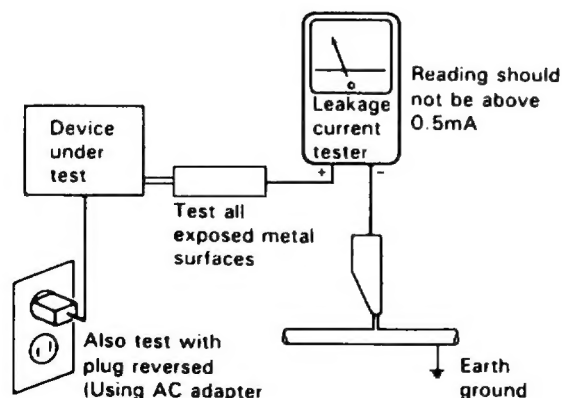 Device
under
test
Leakage
current
tester
+
-
Reading should
not be above
0.5mA
Test all
exposed metal
surfaces
Also test with
plug reversed
(Using AC adapter
Earth
ground